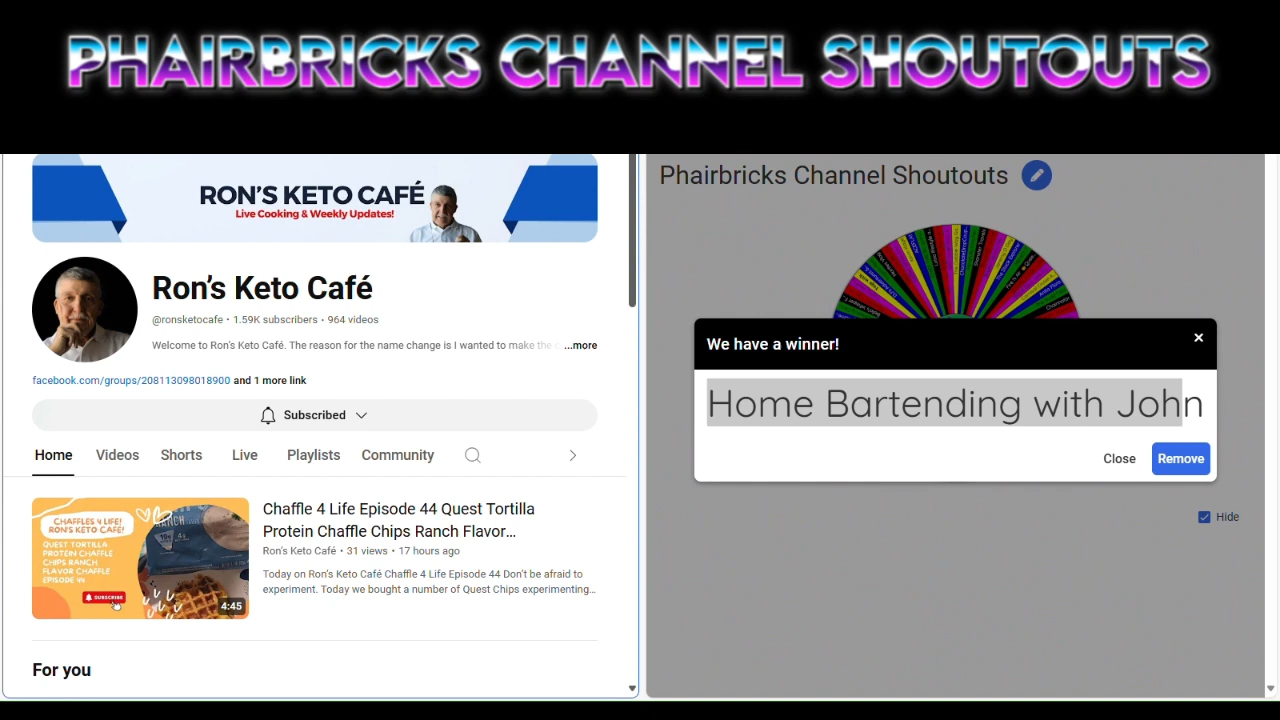 PHAIRBRICKS CHANNEL SHOUTOUTS
RON'S KETO CAFÉ
Live Cooking & Weekly Updates!
Ron's Keto Café
@ronsketocafe • 1.59K subscribers • 964 videos
Welcome to Ron's Keto Café. The reason for the name change is I wanted to make the ...more
facebook.com/groups/208113098018900 and 1 more link
Subscribed
Home Videos Shorts Live Playlists Community
CHAFFLES 4 LIFE!
RON'S KETO CAFÉ!
QUEST TORTILLA
PROTEIN CHAFFLE
CHIPS RANCH
FLAVOR CHAFFLE
EPISODE 44
SUBSCRIBE
RANCH
4:45
Chaffle 4 Life Episode 44 Quest Tortilla
Protein Chaffle Chips Ranch Flavor...
Ron's Keto Café • 31 views • 17 hours ago
Today on Ron's Keto Café Chaffle 4 Life Episode 44 Don't be afraid to
experiment. Today we bought a number of Quest Chips experimenting...
For you
Phairbricks Channel Shoutouts
We have a winner!
×
Home Bartending with John
Close Remove
Hide